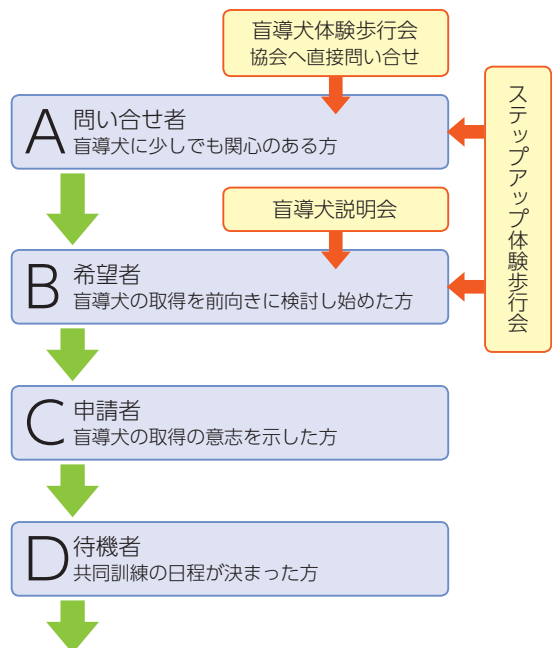 盲導犬体験歩行会
協会へ直接問い合せ
A 問い合せ者
盲導犬に少しでも関心のある方
ステップアップ体験歩行会
盲導犬説明会
B 希望者
盲導犬の取得を前向きに検討し始めた方
C 申請者
盲導犬の取得の意志を示した方
D 待機者
共同訓練の日程が決まった方